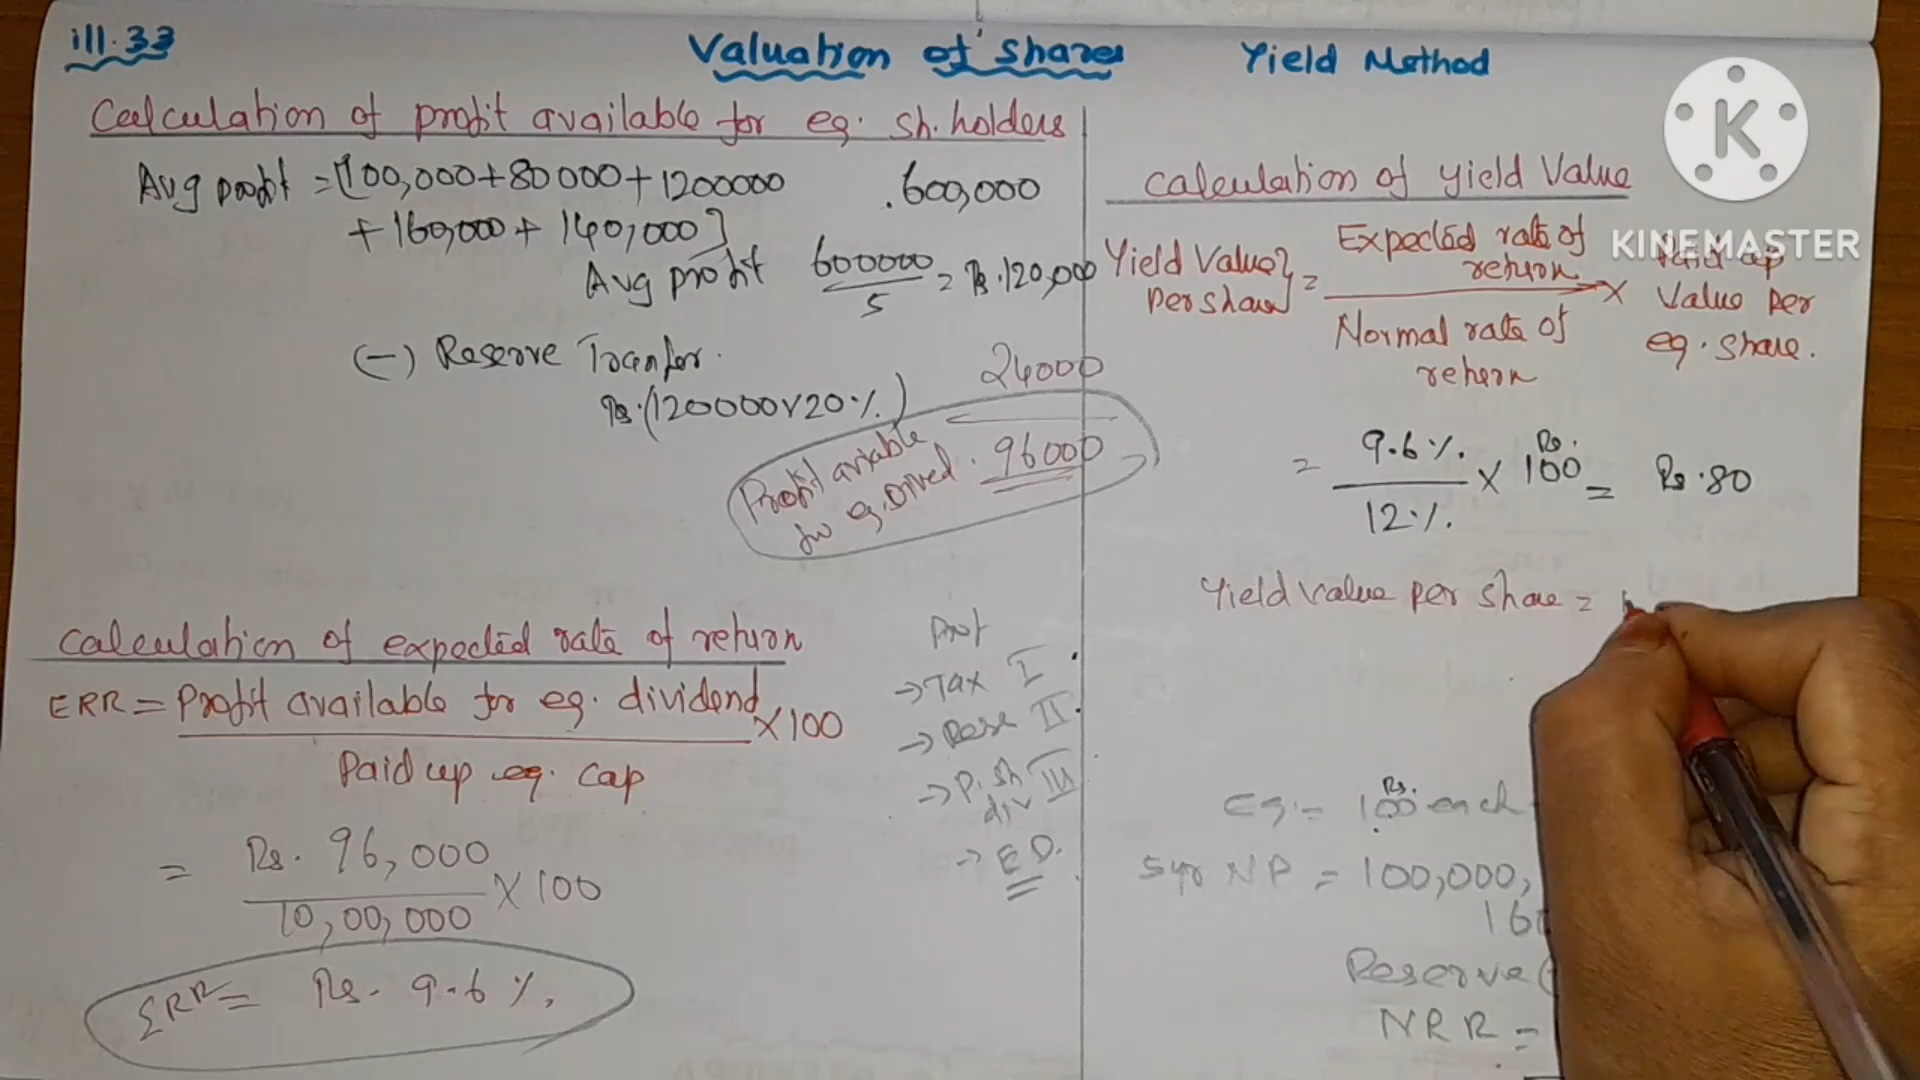 ill.33
Valuation of shares Yield Method
Calculation of profit available for eq. sh. holders
Avg profit = [100,000+80000+1200000 600,000
+160,000+ 140,000]
Avg profit 600000/5 = Rs.120,000
(-) Reserve Transfer.
Rs.(120000×20%) 24000
Profit available for eq. Divred. 96000
Calculation of expected rate of return
ERR = Profit available for eq. dividend × 100
Paid up eq. cap
= Rs. 96,000 × 100
10,00,000
ERR = Rs. 9.6 %.
→ Tax I
→ Rese II
→ P. sh div III
→ E D.
KINEMASTER
Calculation of yield Value
Yield Value per share = Expected rate of return × Paid up Value per eq. share.
Normal rate of return
= 9.6% × Rs. 100 = Rs.80
12%.
Yield value per share =
Eq. = Rs. 100 each
5yr NP = 100,000,
Reserve (
NRR =